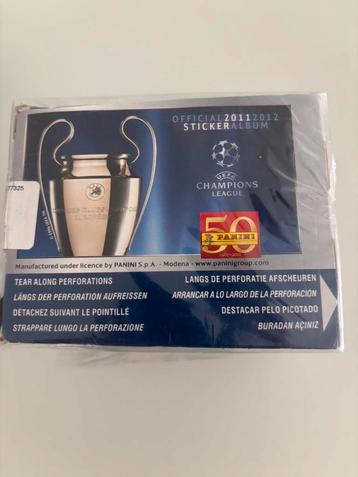 OFFICIAL 2011 2012
STICKER ALBUM
UEFA
CHAMPIONS
LEAGUE
77325
50
PANINI
Manufactured under licence by PANINI S.p.A. - Modena - www.paninigroup.com
TEAR ALONG PERFORATIONS
LÄNGS DER PERFORATION AUFREISSEN
DÉTACHEZ SUIVANT LE POINTILLÉ
STRAPPARE LUNGO LA PERFORAZIONE
LANGS DE PERFORATIE AFSCHEUREN
ARRANCAR A LO LARGO DE LA PERFORACIÓN
DESTACAR PELO PICOTADO
BURADAN AÇINIZ